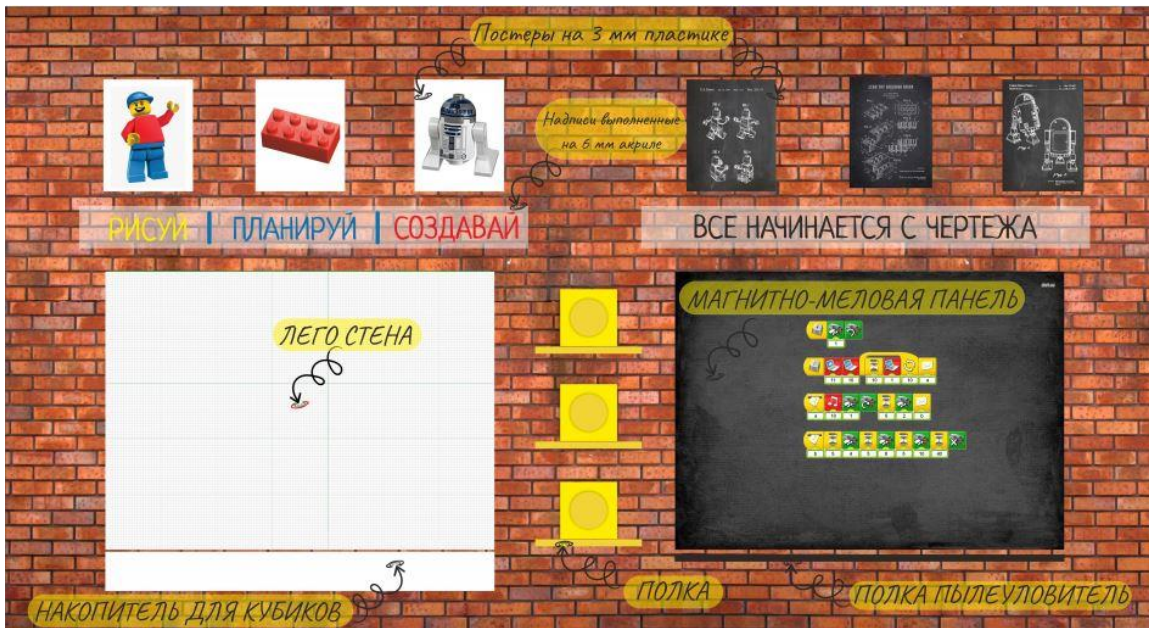 Постеры на 3 мм пластике
Надписи выполненные
на 6 мм акриле
РИСУЙ | ПЛАНИРУЙ | СОЗДАВАЙ
ВСЕ НАЧИНАЕТСЯ С ЧЕРТЕЖА
ЛЕГО СТЕНА
МАГНИТНО-МЕЛОВАЯ ПАНЕЛЬ
НАКОПИТЕЛЬ ДЛЯ КУБИКОВ
ПОЛКА
ПОЛКА ПЫЛЕУЛОВИТЕЛЬ